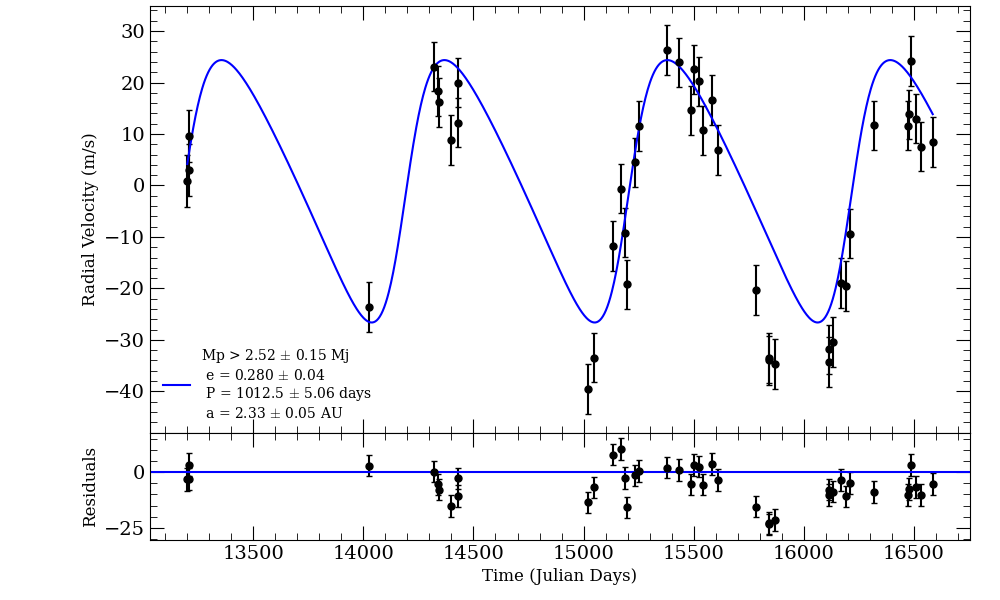 30
20
10
0
−10
−20
−30
−40
Radial Velocity (m/s)
Mp > 2.52 ± 0.15 Mj
e = 0.280 ± 0.04
P = 1012.5 ± 5.06 days
a = 2.33 ± 0.05 AU
0
−25
Residuals
13500 14000 14500 15000 15500 16000 16500
Time (Julian Days)